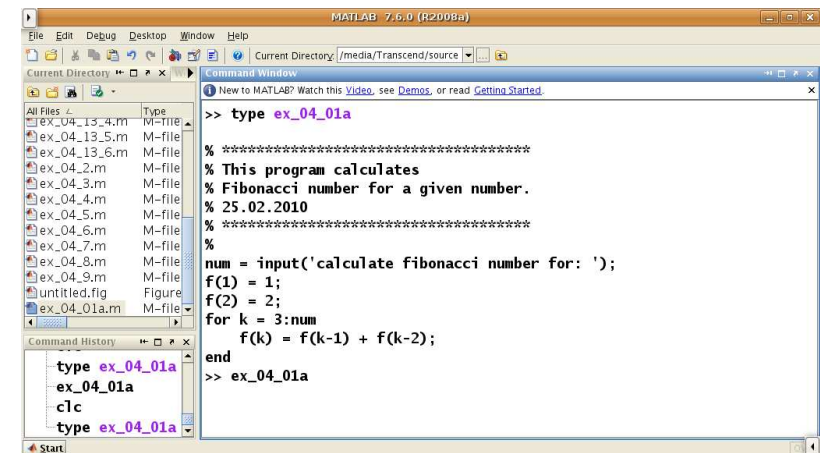 MATLAB 7.6.0 (R2008a)
File Edit Debug Desktop Window Help
Current Directory: /media/Transcend/source
Current Directory
All Files Type
ex_04_13_4.m M-file
ex_04_13_5.m M-file
ex_04_13_6.m M-file
ex_04_2.m M-file
ex_04_3.m M-file
ex_04_4.m M-file
ex_04_5.m M-file
ex_04_6.m M-file
ex_04_7.m M-file
ex_04_8.m M-file
ex_04_9.m M-file
untitled.fig Figure
ex_04_01a.m M-file
Command History
type ex_04_01a
ex_04_01a
clc
type ex_04_01a
Command Window
New to MATLAB? Watch this Video, see Demos, or read Getting Started.
>> type ex_04_01a
% ***********************************
% This program calculates
% Fibonacci number for a given number.
% 25.02.2010
% ***********************************
%
num = input('calculate fibonacci number for: ');
f(1) = 1;
f(2) = 2;
for k = 3:num
f(k) = f(k-1) + f(k-2);
end
>> ex_04_01a
Start